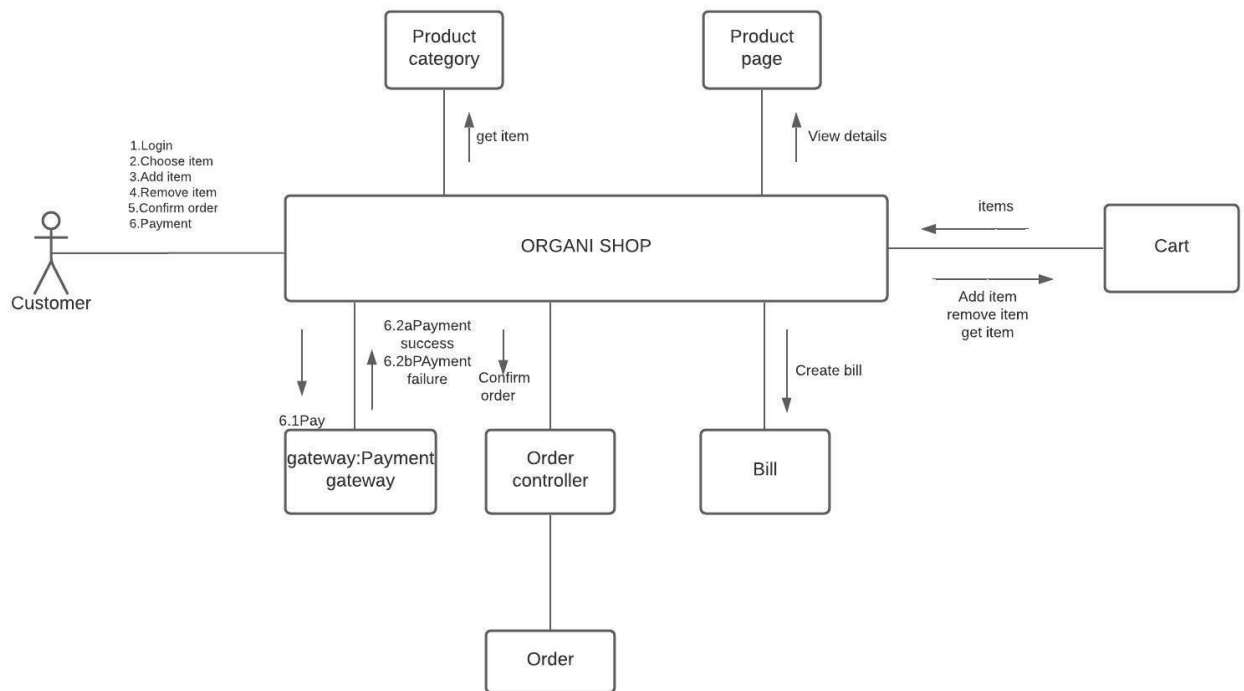 Product
category
Product
page
get item
View details
1.Login
2.Choose item
3.Add item
4.Remove item
5.Confirm order
6.Payment
Customer
ORGANI SHOP
items
Cart
Add item
remove item
get item
6.2aPayment
success
6.2bPAyment
failure
Confirm
order
Create bill
6.1Pay
gateway:Payment
gateway
Order
controller
Bill
Order